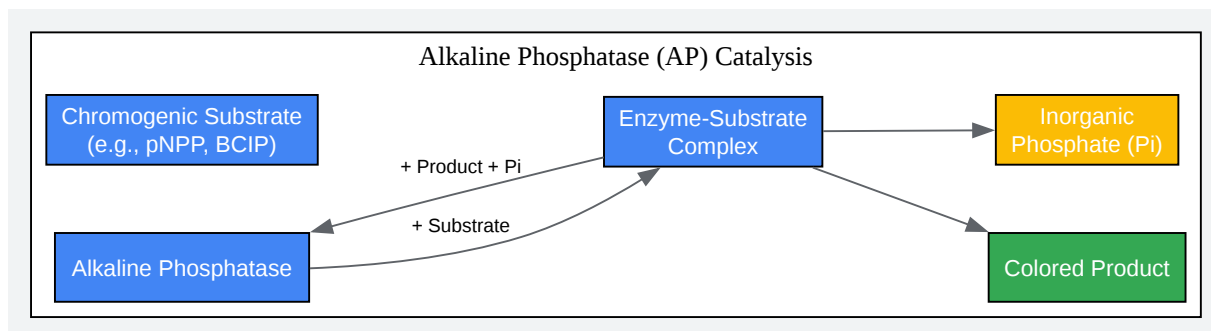 Alkaline Phosphatase (AP) Catalysis
Chromogenic Substrate
(e.g., pNPP, BCIP)
Enzyme-Substrate
Complex
Inorganic
Phosphate (Pi)
+ Product + Pi
+ Substrate
Alkaline Phosphatase
Colored Product